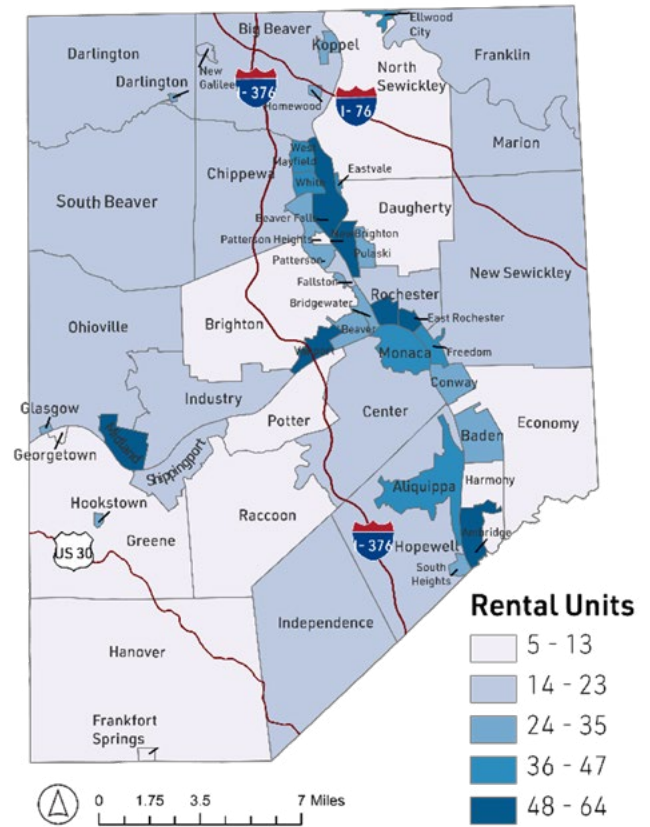 Ellwood
City
Big Beaver
Koppel
Darlington
Franklin
North
Sewickley
New
Galilee
Darlington
I-376
Homewood
I-76
Marion
West
Mayfield
Chippewa
White
Eastvale
South Beaver
Daugherty
Beaver Falls
New Brighton
Patterson Heights
Pulaski
Patterson
New Sewickley
Fallston
Rochester
Bridgewater
East Rochester
Ohioville
Brighton
Beaver
Monaca
Freedom
Conway
Industry
Glasgow
Center
Potter
Economy
Midland
Baden
Georgetown
Shippingport
Harmony
Aliquippa
Hookstown
Raccoon
Ambridge
Greene
US 30
I-376
Hopewell
South
Heights
Rental Units
Independence
5 - 13
Hanover
14 - 23
24 - 35
Frankfort
Springs
36 - 47
0 1.75 3.5 7 Miles
48 - 64